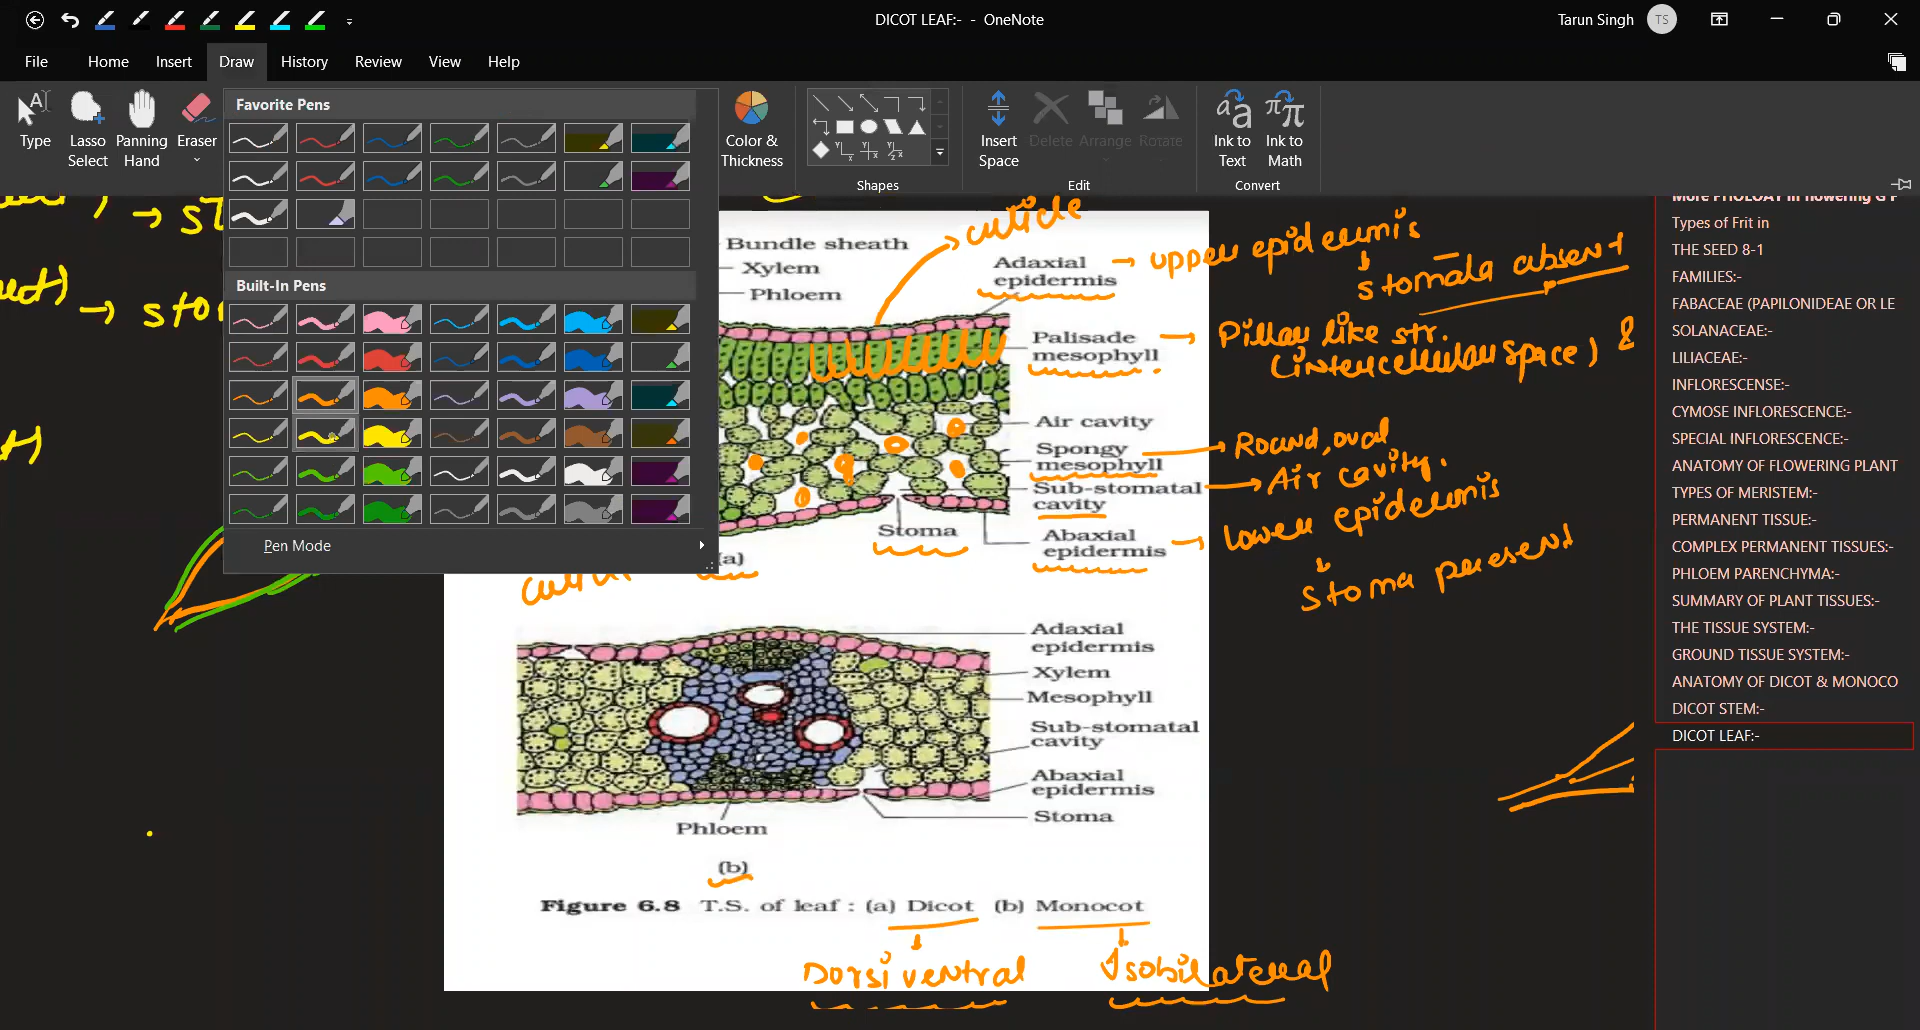 DICOT LEAF:- - OneNote
Tarun Singh
TS
File
Home
Insert
Draw
History
Review
View
Help
Type
Lasso
Select
Panning
Hand
Eraser
Favorite Pens
Built-In Pens
Pen Mode
Color &
Thickness
Shapes
Insert
Space
Delete
Arrange
Rotate
Edit
Ink to
Text
Ink to
Math
Convert
Bundle sheath
Xylem
Phloem
cuticle
Adaxial
epidermis
upper epidermis
stomata absent
Palisade
mesophyll
Pillar like str.
(intercellular space) &
Air cavity
Spongy
mesophyll
Round, oval
Sub-stomatal
cavity
Air cavity.
Stoma
Abaxial
epidermis
lower epidermis
stoma present
(a)
Adaxial
epidermis
Xylem
Mesophyll
Sub-stomatal
cavity
Abaxial
epidermis
Stoma
Phloem
(b)
Figure 6.8 T.S. of leaf : (a) Dicot (b) Monocot
Dorsiventral
Isobilateral
Types of Frit in
THE SEED 8-1
FAMILIES:-
FABACEAE (PAPILONIDEAE OR LE
SOLANACEAE:-
LILIACEAE:-
INFLORESCENSE:-
CYMOSE INFLORESCENCE:-
SPECIAL INFLORESCENCE:-
ANATOMY OF FLOWERING PLANT
TYPES OF MERISTEM:-
PERMANENT TISSUE:-
COMPLEX PERMANENT TISSUES:-
PHLOEM PARENCHYMA:-
SUMMARY OF PLANT TISSUES:-
THE TISSUE SYSTEM:-
GROUND TISSUE SYSTEM:-
ANATOMY OF DICOT & MONOCO
DICOT STEM:-
DICOT LEAF:-